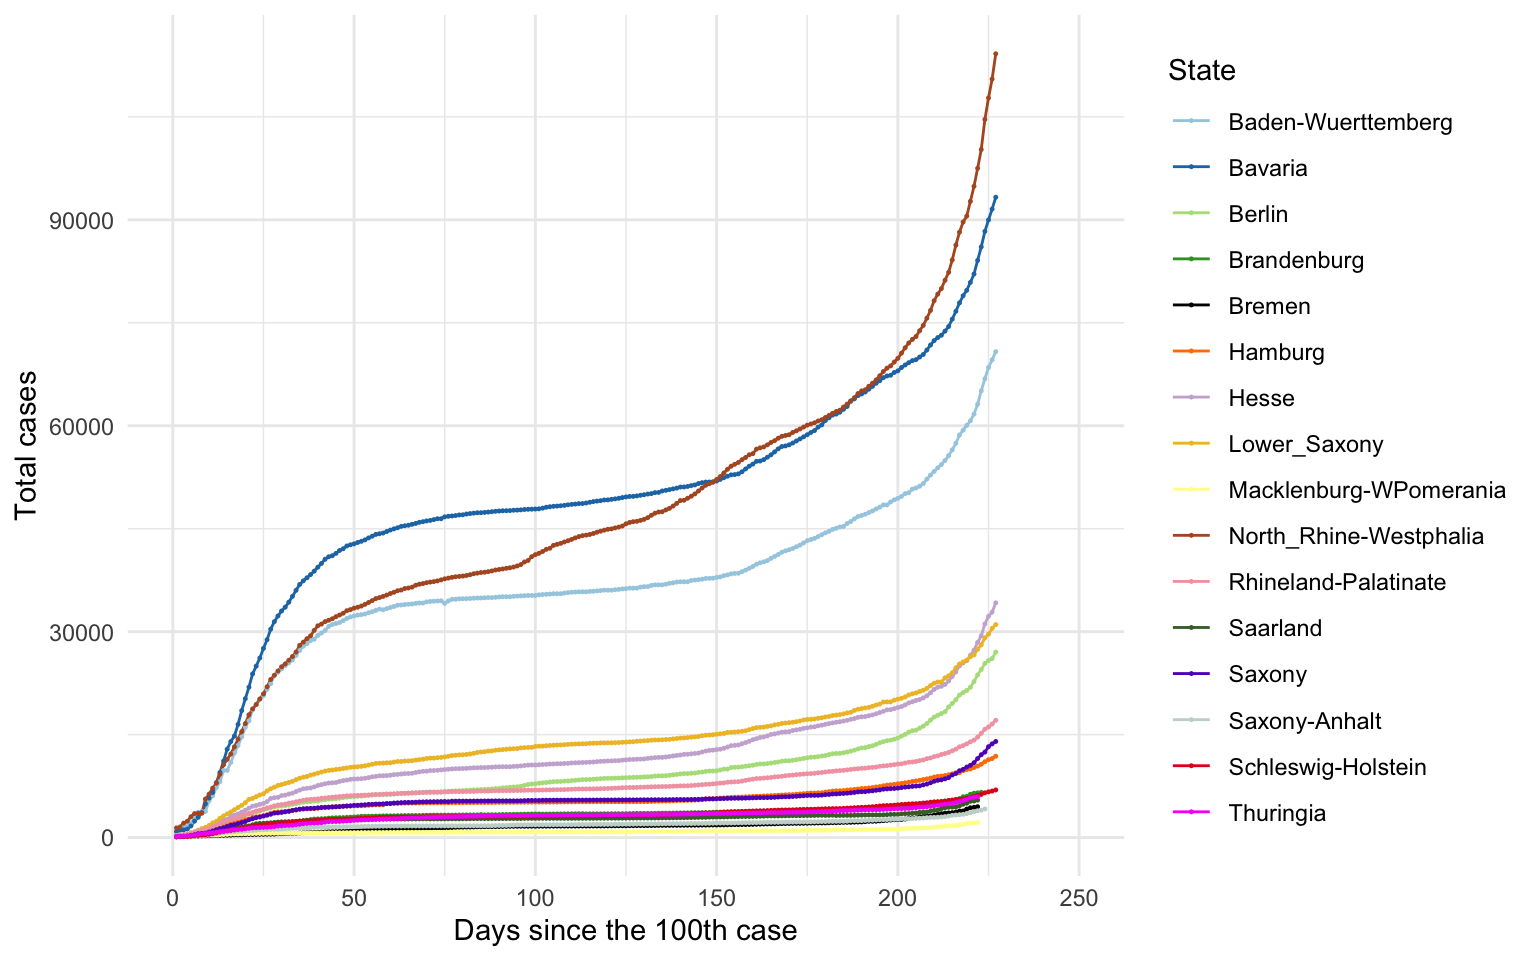 State
Baden-Wuerttemberg
Bavaria
Berlin
Brandenburg
Bremen
Hamburg
Hesse
Lower_Saxony
Macklenburg-WPomerania
North_Rhine-Westphalia
Rhineland-Palatinate
Saarland
Saxony
Saxony-Anhalt
Schleswig-Holstein
Thuringia
Total cases
90000
60000
30000
0
0 50 100 150 200 250
Days since the 100th case